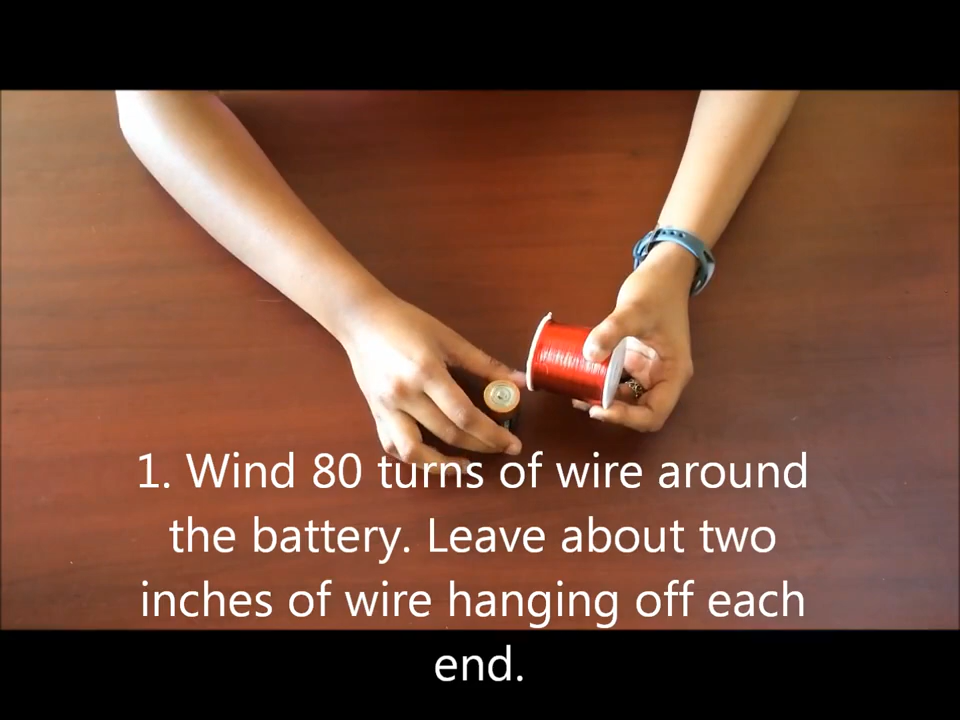 1. Wind 80 turns of wire around
the battery. Leave about two
inches of wire hanging off each
end.